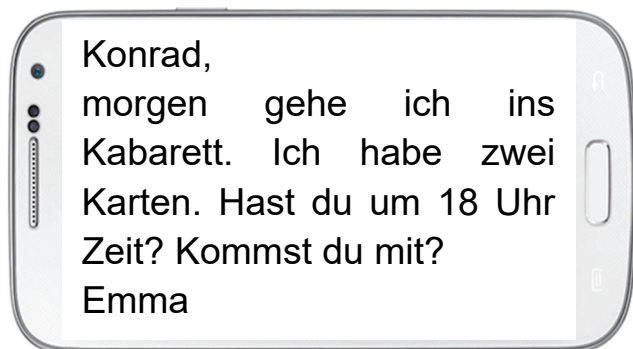 Konrad,
morgen gehe ich ins
Kabarett. Ich habe zwei
Karten. Hast du um 18 Uhr
Zeit? Kommst du mit?
Emma